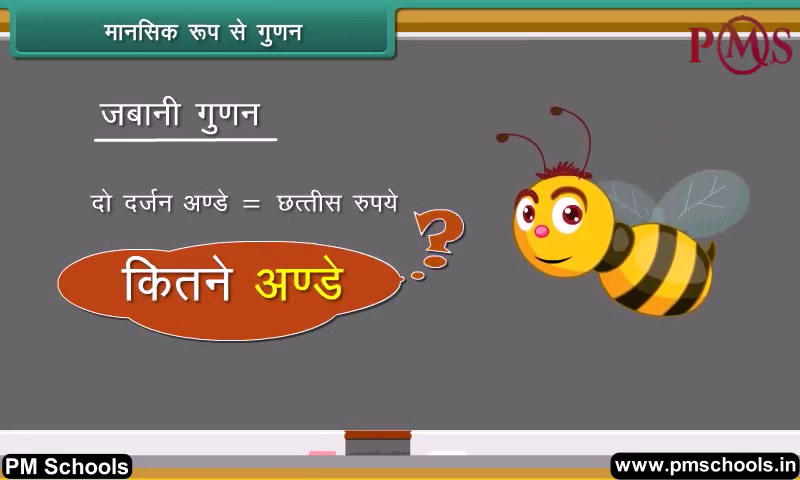 मानसिक रूप से गुणन
PMS
जबानी गुणन
दो दर्जन अण्डे = छत्तीस रुपये
?
कितने अण्डे
PM Schools
www.pmschools.in